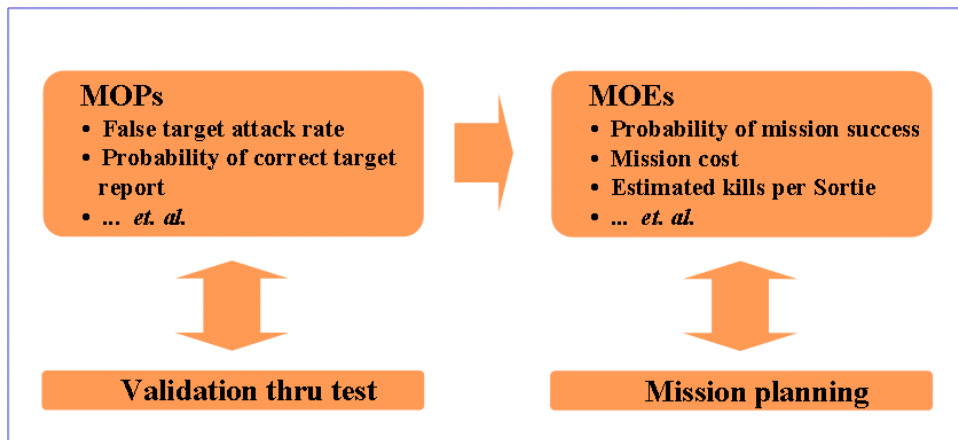 MOPs
• False target attack rate
• Probability of correct target
report
• ... et. al.
MOEs
• Probability of mission success
• Mission cost
• Estimated kills per Sortie
• ... et. al.
Validation thru test
Mission planning